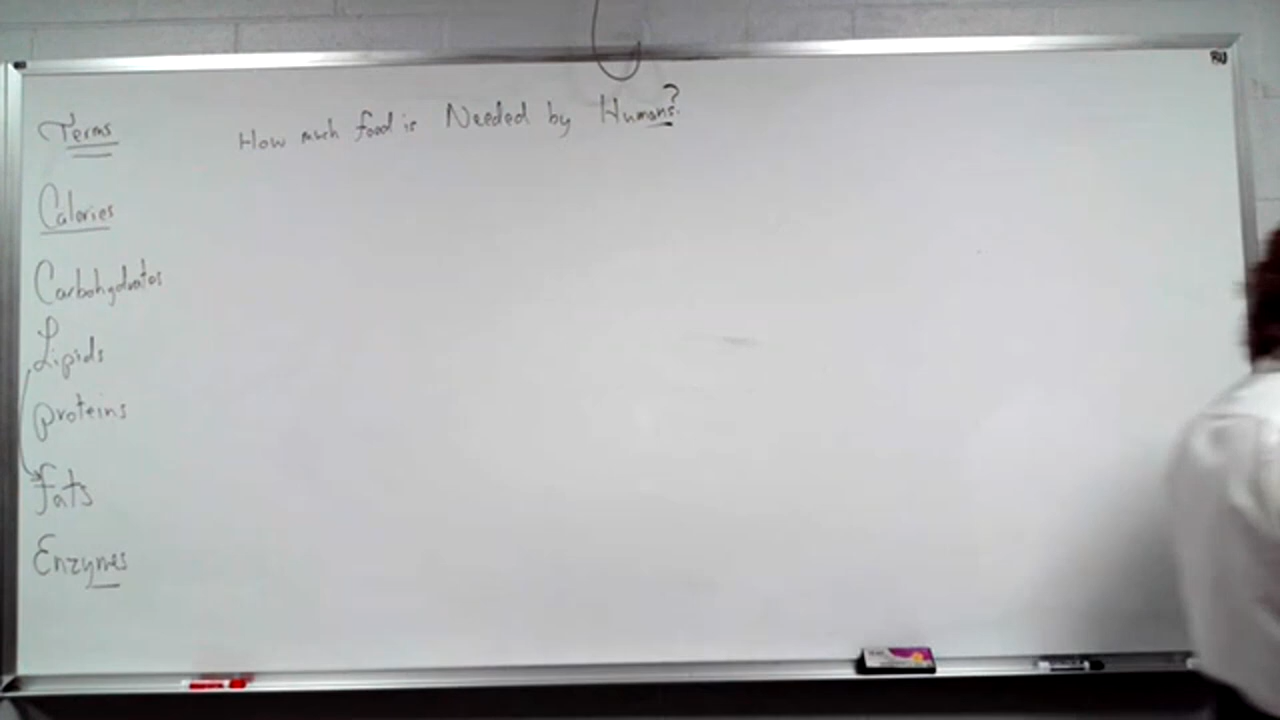 Terms
How much food is Needed by Humans?
Calories
Carbohydrates
Lipids
Proteins
Fats
Enzymes